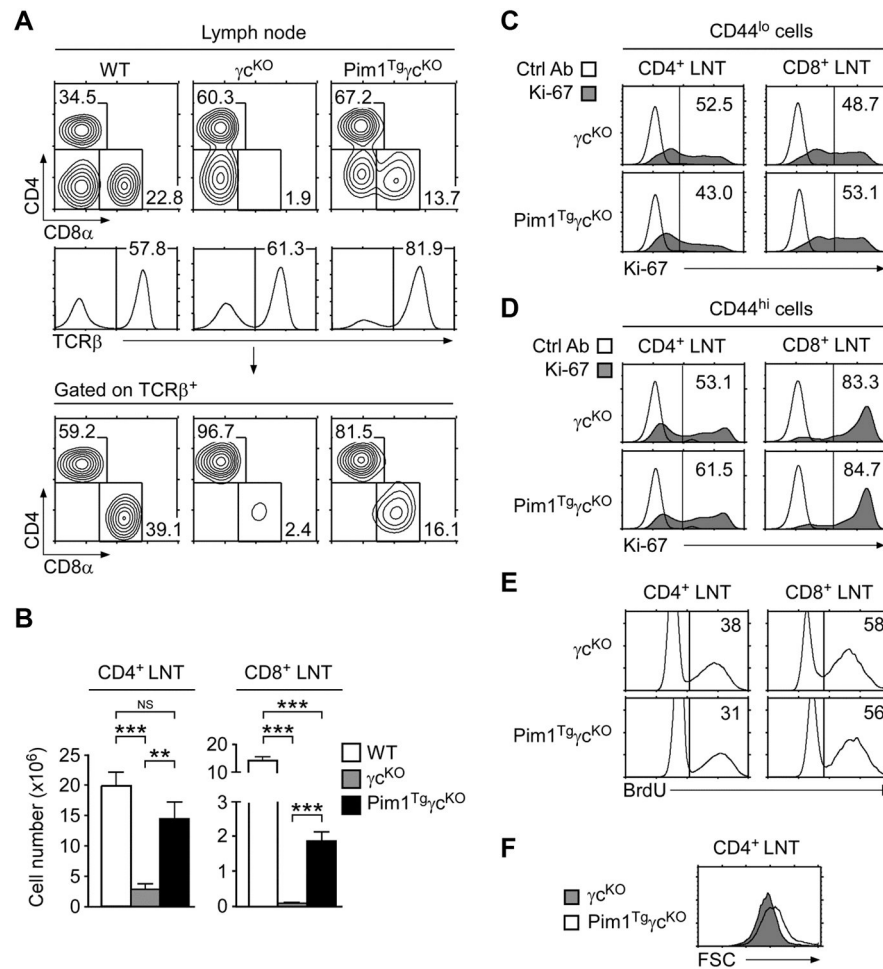 A
Lymph node
WT
γc^KO
Pim1^Tgγc^KO
34.5
22.8
60.3
1.9
67.2
13.7
CD4
CD8α
57.8
61.3
81.9
TCRβ
Gated on TCRβ⁺
59.2
39.1
96.7
2.4
81.5
16.1
CD4
CD8α
B
CD4⁺ LNT
CD8⁺ LNT
NS
***
**
***
***
***
Cell number (x10⁶)
25
20
15
10
5
0
20
10
3
2
1
0
WT
γc^KO
Pim1^Tgγc^KO
C
CD44^lo cells
Ctrl Ab
Ki-67
CD4⁺ LNT
CD8⁺ LNT
γc^KO
52.5
48.7
Pim1^Tgγc^KO
43.0
53.1
Ki-67
D
CD44^hi cells
Ctrl Ab
Ki-67
CD4⁺ LNT
CD8⁺ LNT
γc^KO
53.1
83.3
Pim1^Tgγc^KO
61.5
84.7
Ki-67
E
CD4⁺ LNT
CD8⁺ LNT
γc^KO
38
58
Pim1^Tgγc^KO
31
56
BrdU
F
CD4⁺ LNT
γc^KO
Pim1^Tgγc^KO
FSC